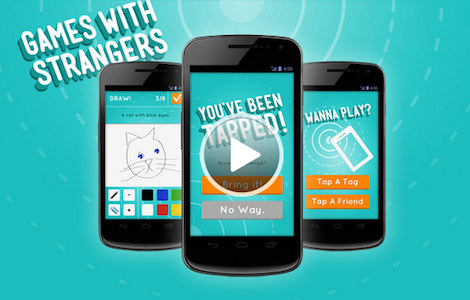 GAMES WITH
STRANGERS
DRAW!
3/6
A cat with blue eyes:
YOU'VE BEEN
TAPPED!
Bring it!
No Way.
WANNA PLAY?
Tap A Tag
Tap A Friend